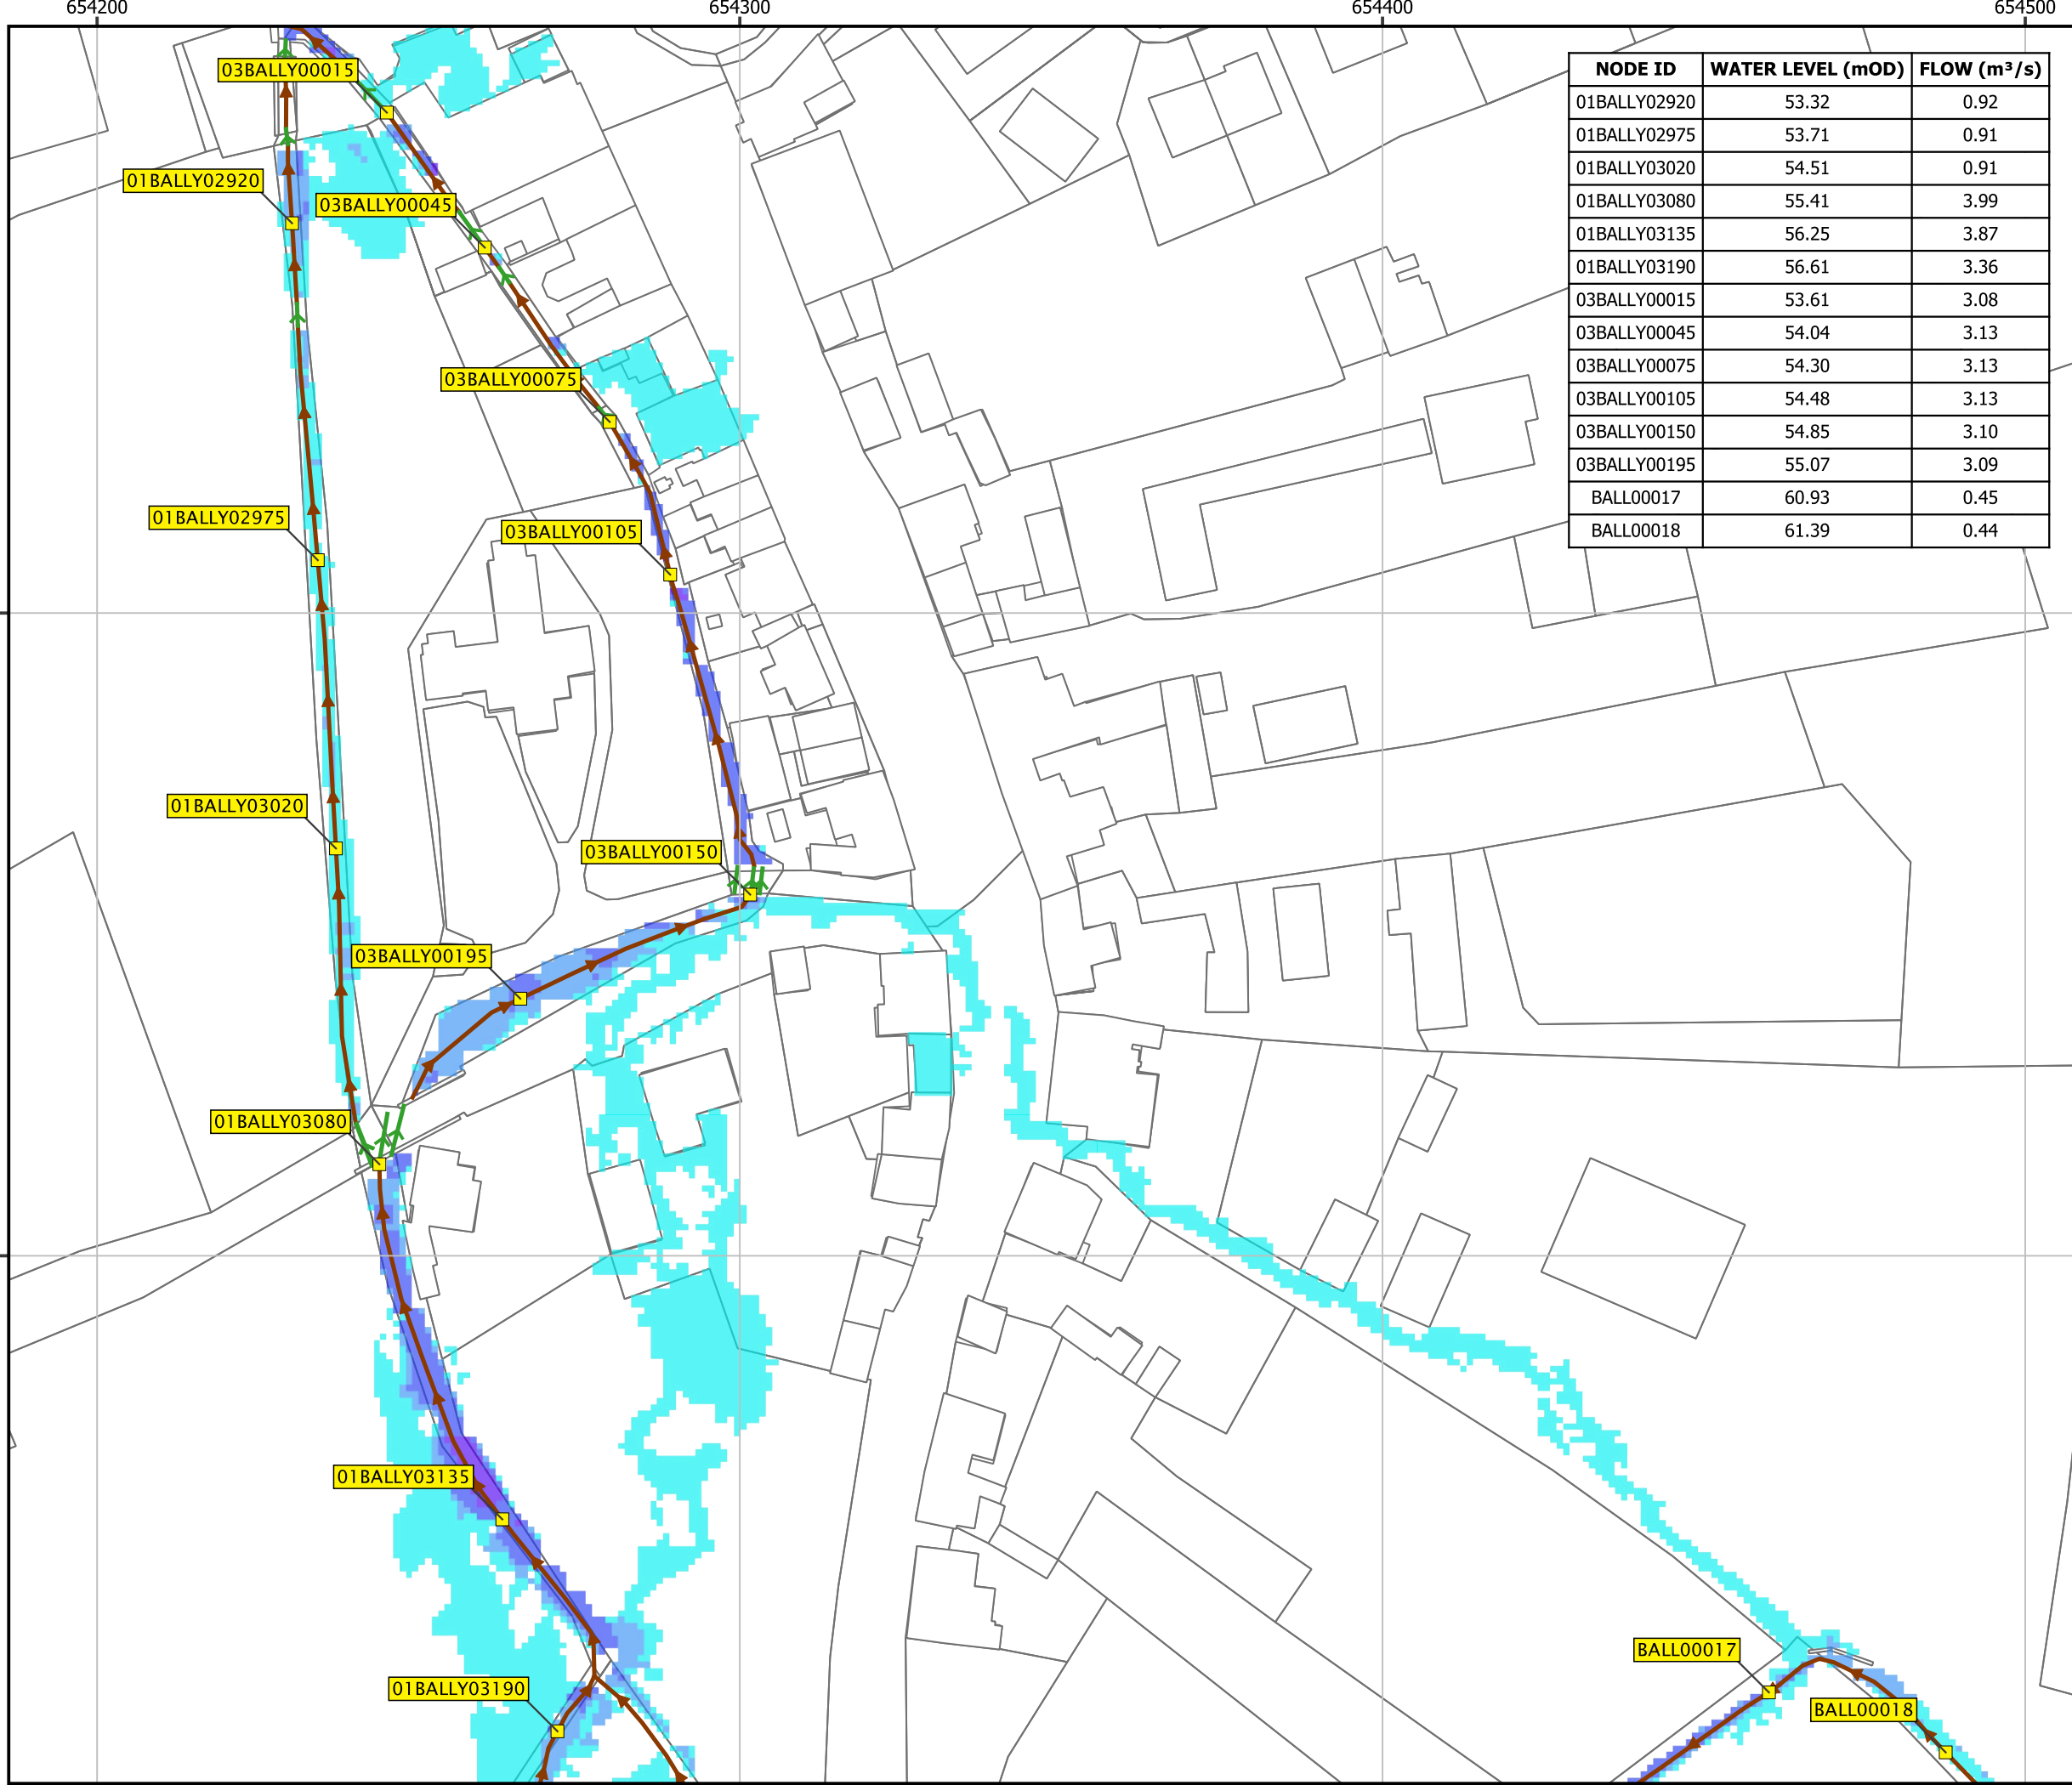 654200 654300 654400 654500
NODE ID WATER LEVEL (mOD) FLOW (m³/s)
01BALLY02920 53.32 0.92
01BALLY02975 53.71 0.91
01BALLY03020 54.51 0.91
01BALLY03080 55.41 3.99
01BALLY03135 56.25 3.87
01BALLY03190 56.61 3.36
03BALLY00015 53.61 3.08
03BALLY00045 54.04 3.13
03BALLY00075 54.30 3.13
03BALLY00105 54.48 3.13
03BALLY00150 54.85 3.10
03BALLY00195 55.07 3.09
BALL00017 60.93 0.45
BALL00018 61.39 0.44
03BALLY00015
01BALLY02920
03BALLY00045
03BALLY00075
01BALLY02975
03BALLY00105
01BALLY03020
03BALLY00150
03BALLY00195
01BALLY03080
01BALLY03135
BALL00017
01BALLY03190
BALL00018